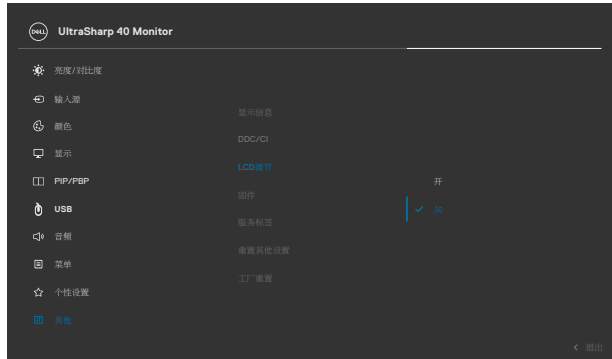 DELL
UltraSharp 40 Monitor
亮度/对比度
输入源
颜色
显示
PIP/PBP
USB
音频
菜单
个性设置
其他
显示信息
DDC/CI
LCD调节
固件
服务标签
重置其他设置
工厂重置
开
关
退出